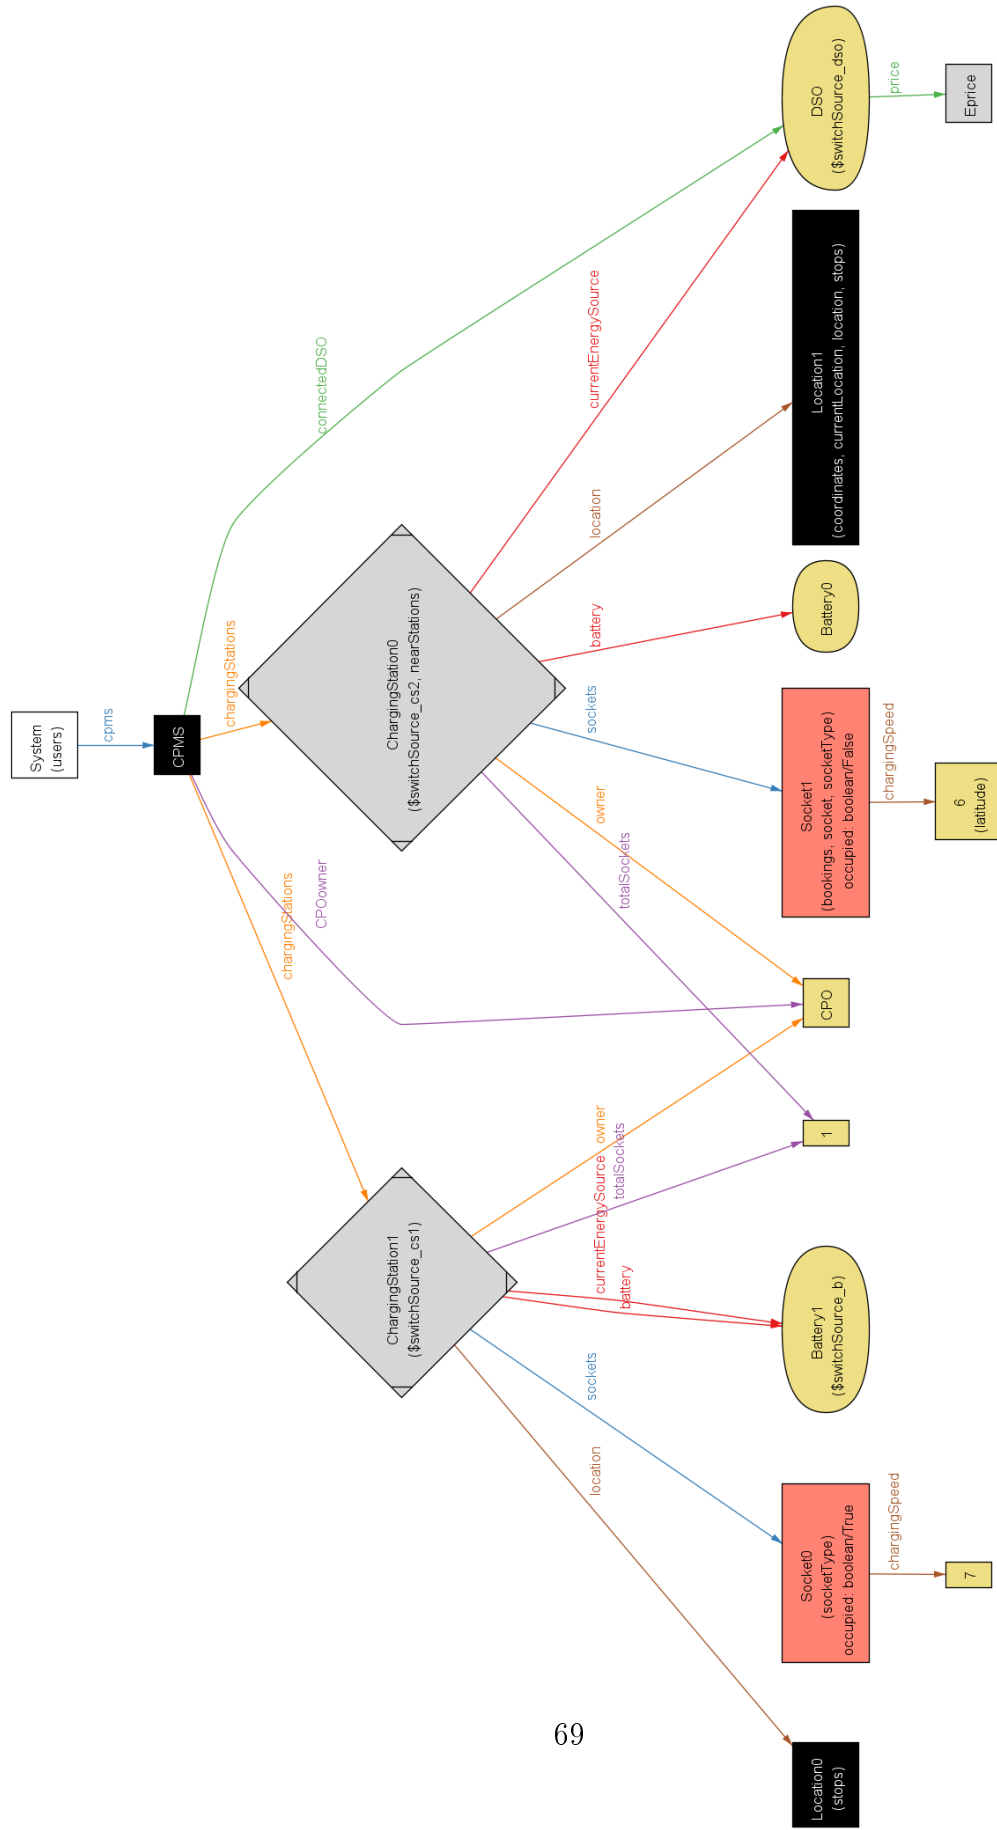 System
(users)
cpms
CPMS
chargingStations
CPOowner
chargingStations
connectedDSO
ChargingStation1
($switchSource_cs1)
ChargingStation0
($switchSource_cs2, nearStations)
location
sockets
battery
currentEnergySource
totalSockets
owner
totalSockets
owner
sockets
battery
location
currentEnergySource
Location0
(stops)
Socket0
(socketType)
occupied: boolean/True
Battery1
($switchSource_b)
1
CPO
Socket1
(bookings, socket, socketType)
occupied: boolean/False
Battery0
Location1
(coordinates, currentLocation, location, stops)
DSO
($switchSource_dso)
chargingSpeed
chargingSpeed
price
7
6
(latitude)
Eprice
69